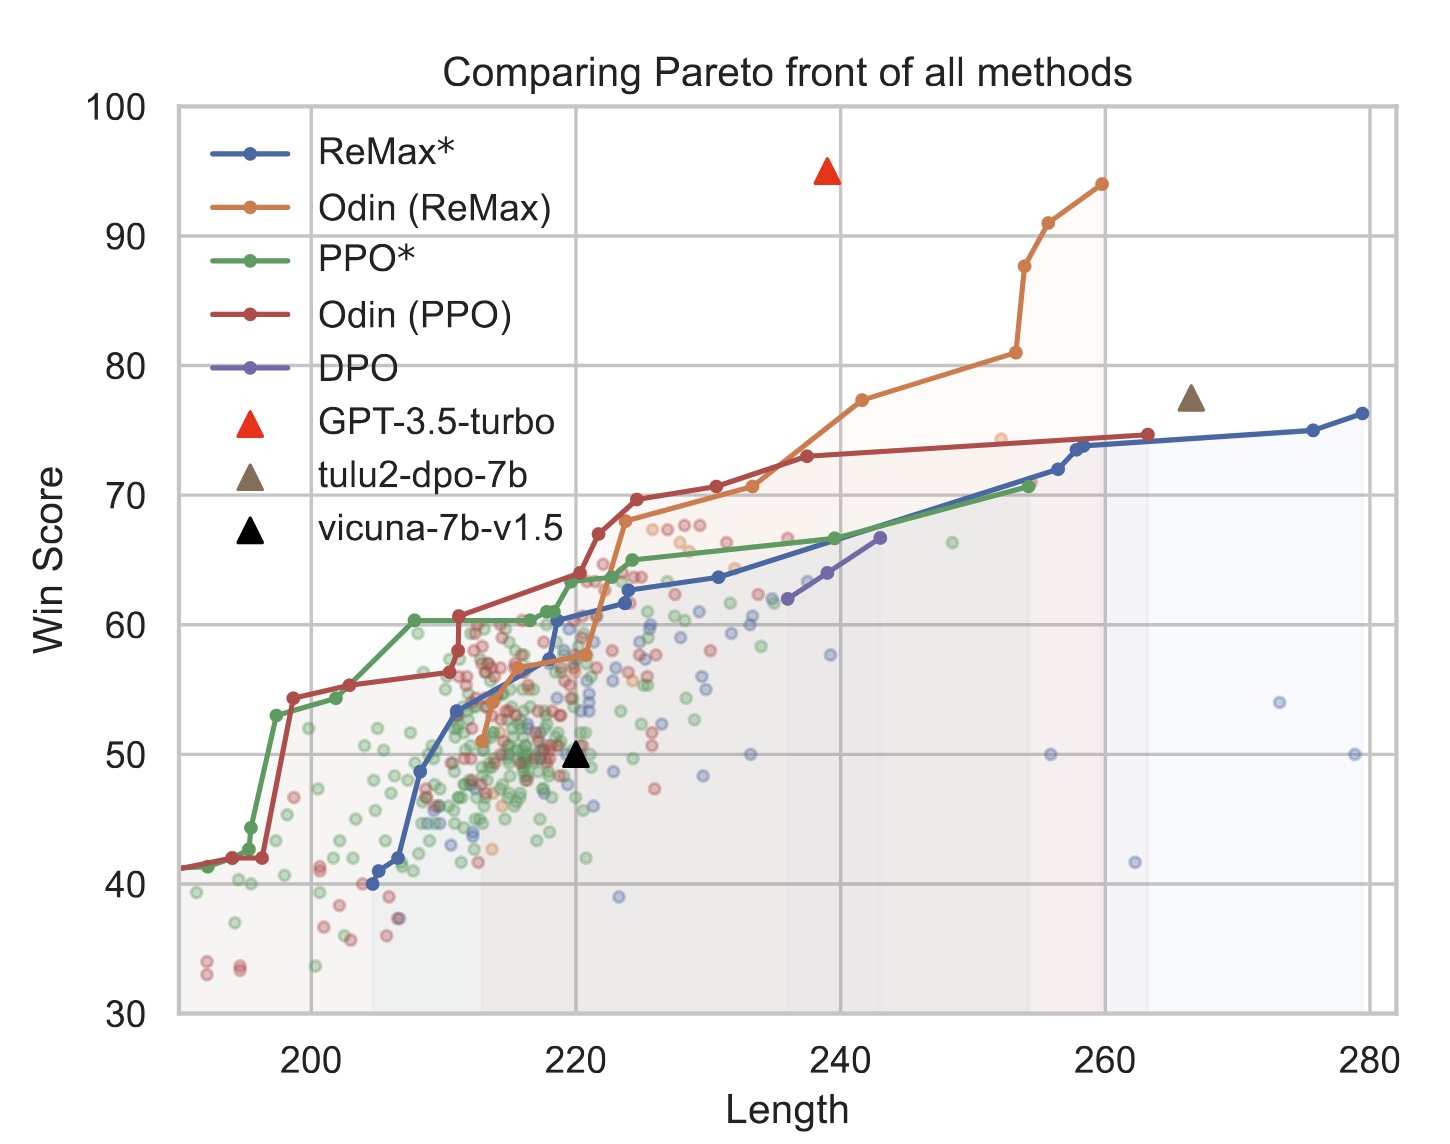 Comparing Pareto front of all methods
100
90
80
70
60
50
40
30
Win Score
ReMax*
Odin (ReMax)
PPO*
Odin (PPO)
DPO
GPT-3.5-turbo
tulu2-dpo-7b
vicuna-7b-v1.5
200 220 240 260 280
Length